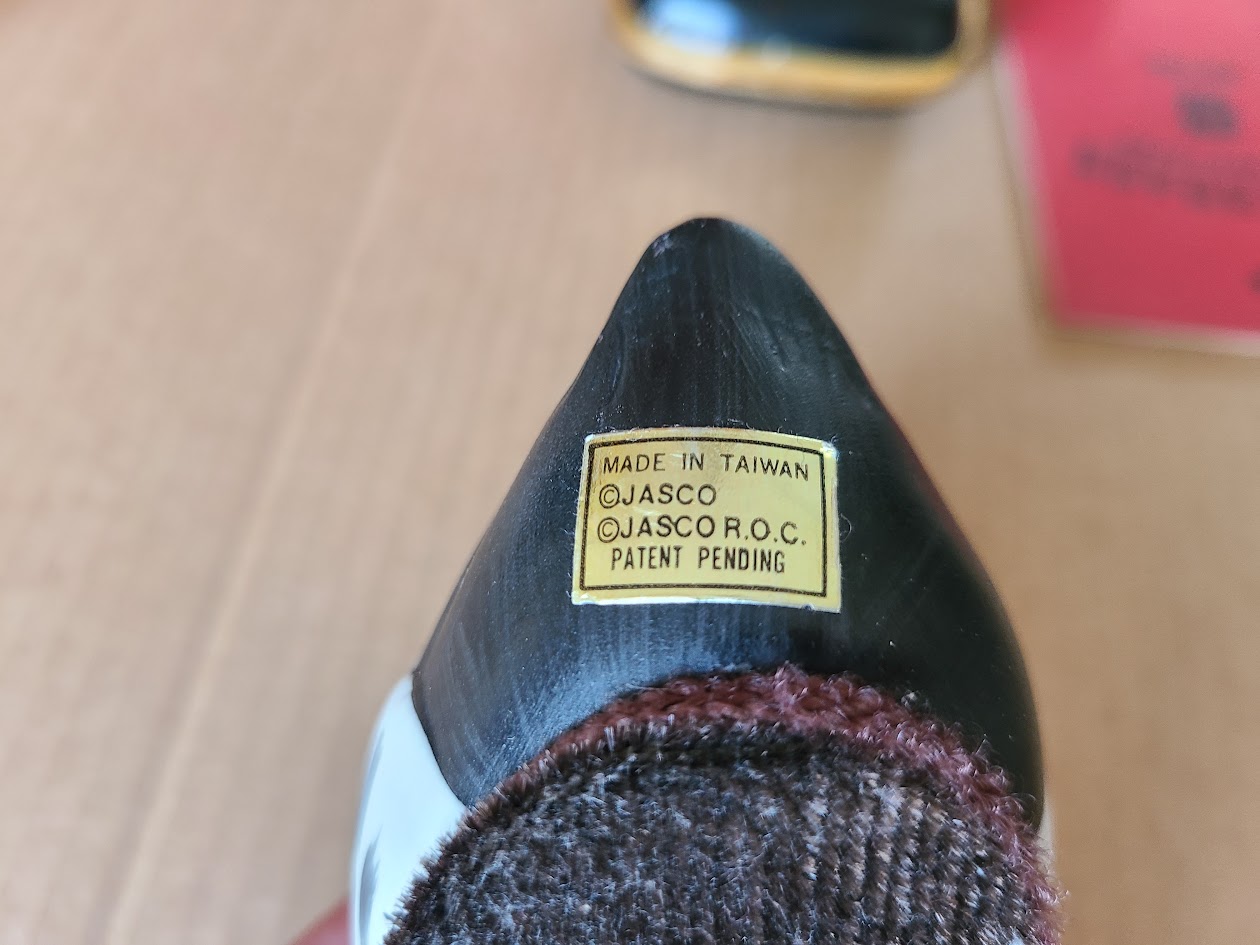 MADE IN TAIWAN
©JASCO
©JASCO R.O.C.
PATENT PENDING